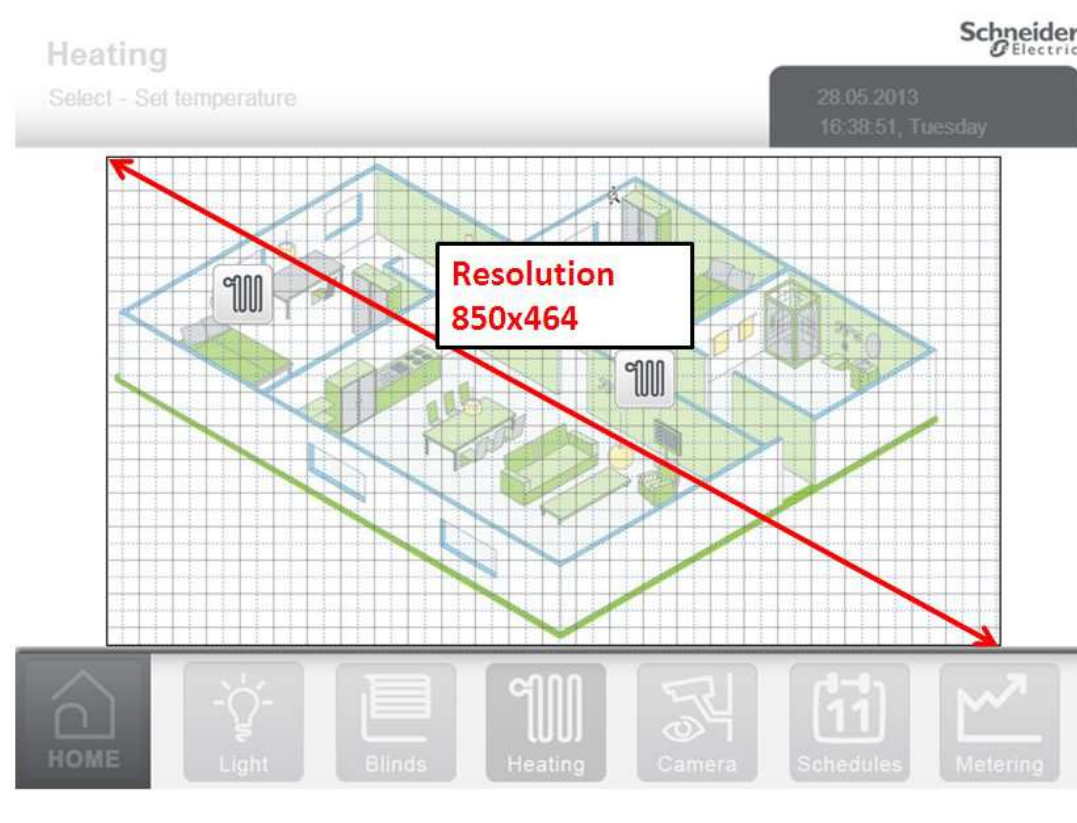 Schneider
Electric
Heating
Select - Set temperature
28.05.2013
16:38:51, Tuesday
Resolution
850x464
11
HOME
Light
Blinds
Heating
Camera
Schedules
Metering